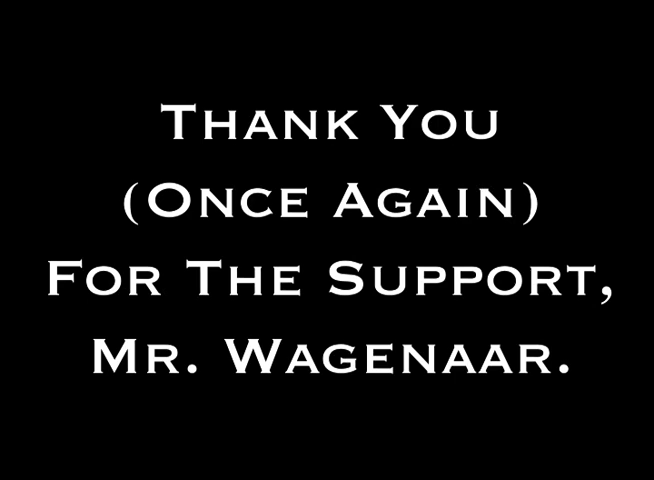 Thank You
(Once Again)
For The Support,
Mr. Wagenaar.